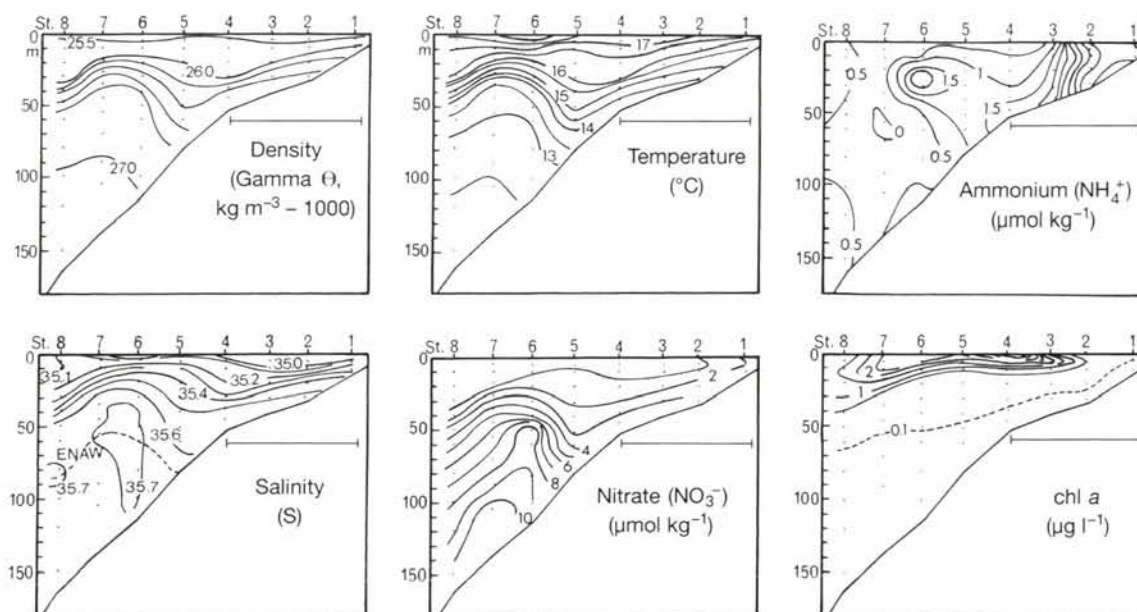 St. 8 7 6 5 4 3 2 1
0
m
50
100
150
25.5
26.0
27.0
Density
(Gamma Θ,
kg m⁻³ – 1000)
St. 8 7 6 5 4 3 2 1
0
m
50
100
150
17
16
15
14
13
Temperature
(°C)
St. 8 7 6 5 4 3 2 1
0
m
50
100
150
0.5
1.5
1
1.5
0
0.5
0.5
Ammonium (NH₄⁺)
(µmol kg⁻¹)
St. 8 7 6 5 4 3 2 1
0
50
100
150
35.1
35.0
35.2
35.4
35.6
ENAW
35.7
35.7
Salinity
(S)
St. 8 7 6 5 4 3 2 1
0
50
100
150
2
4
6
8
10
Nitrate (NO₃⁻)
(µmol kg⁻¹)
St. 8 7 6 5 4 3 2 1
0
50
100
150
2
1
0.1
chl a
(µg l⁻¹)